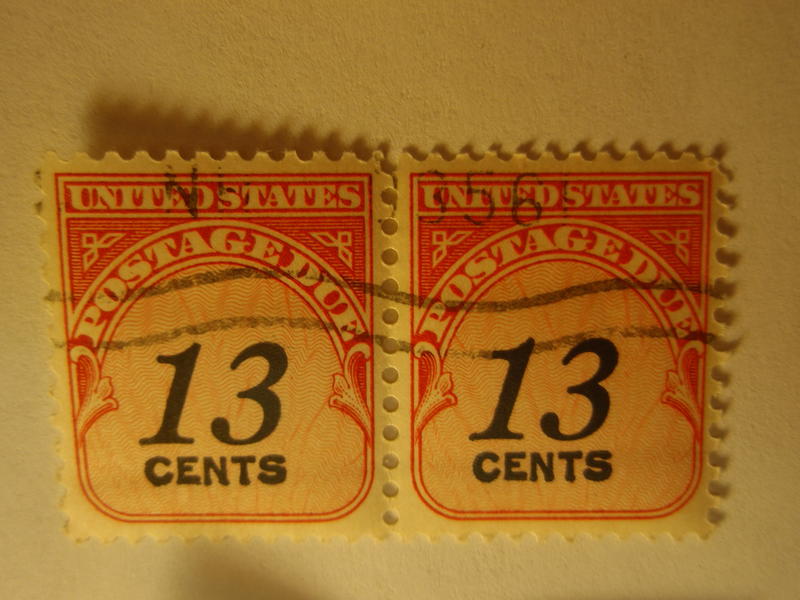 UNITED STATES
POSTAGE DUE
13
CENTS
UNITED STATES
POSTAGE DUE
13
CENTS